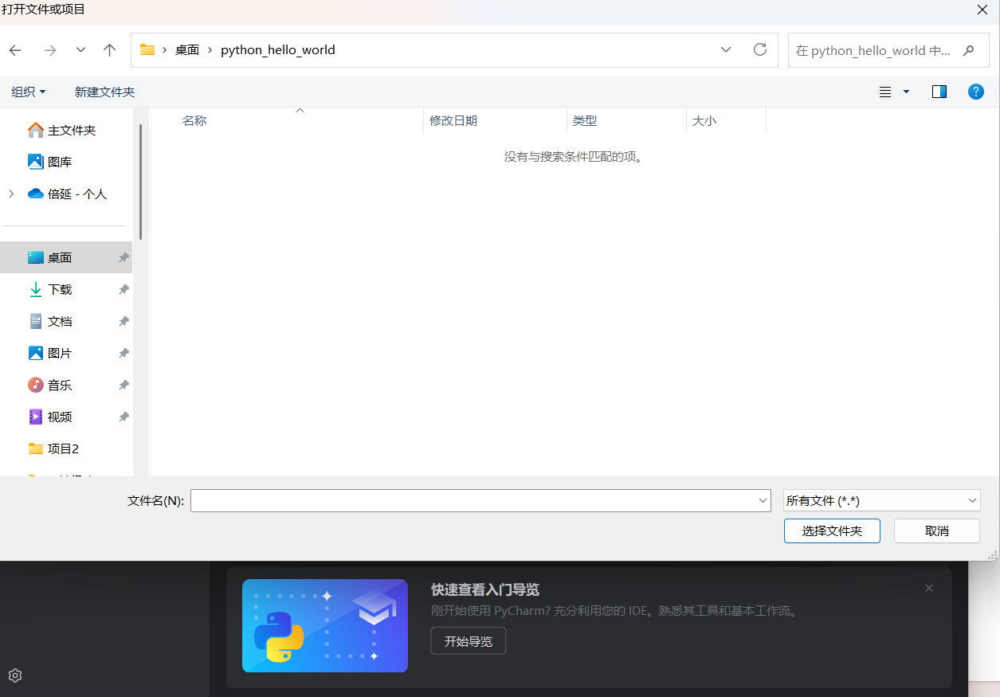 打开文件或项目
桌面 python_hello_world
在 python_hello_world 中...
组织 新建文件夹
名称 修改日期 类型 大小
没有与搜索条件匹配的项。
主文件夹
图库
倍延 - 个人
桌面
下载
文档
图片
音乐
视频
项目2
文件名(N):
所有文件 (*.*)
选择文件夹 取消
快速查看入门导览
刚开始使用 PyCharm? 充分利用您的 IDE。熟悉其工具和基本工作流。
开始导览